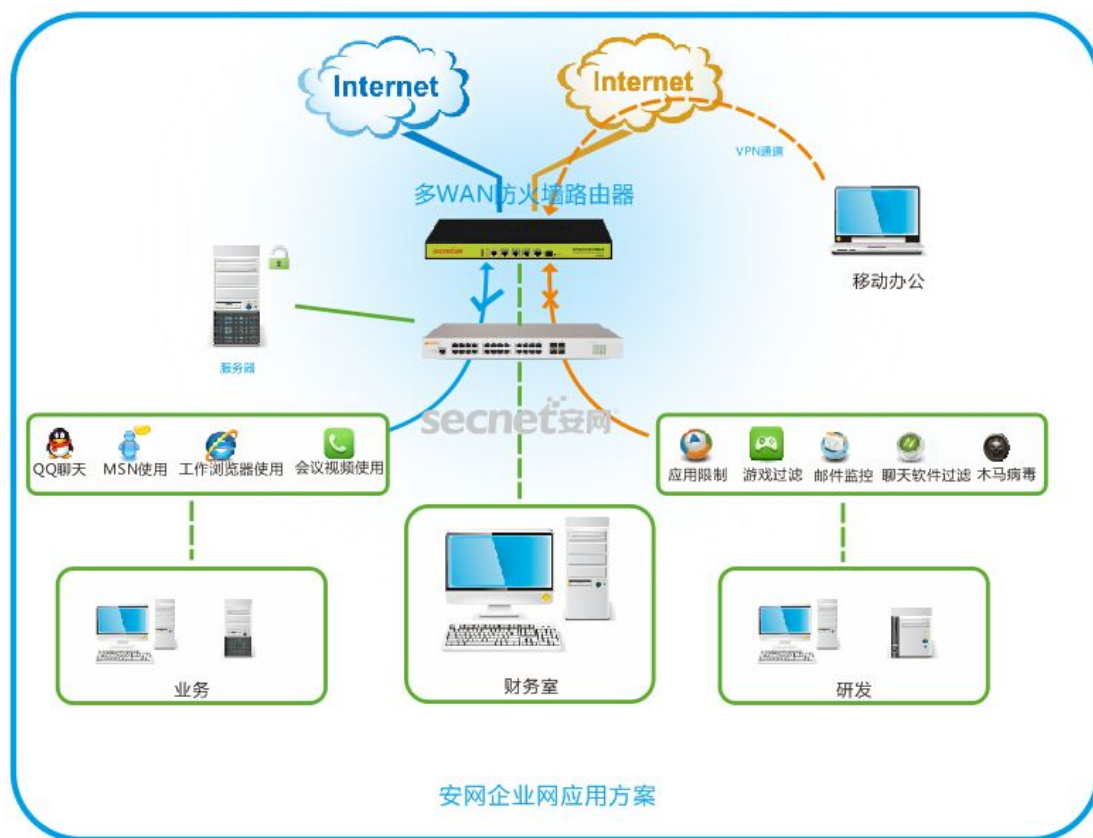 Internet
Internet
VPN通道
多WAN防火墙路由器
移动办公
服务器
secnet安网
QQ聊天 MSN使用 工作浏览器使用 会议视频使用
应用限制 游戏过滤 邮件监控 聊天软件过滤 木马病毒
业务
财务室
研发
安网企业网应用方案